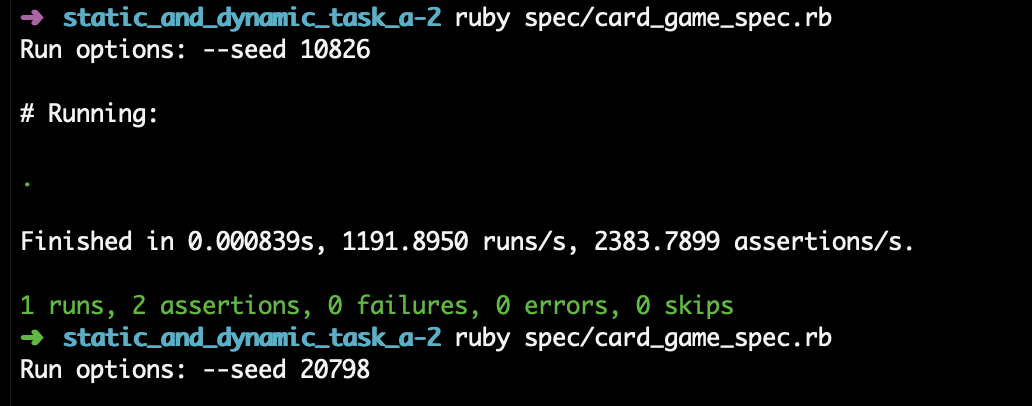 ➜ static_and_dynamic_task_a-2 ruby spec/card_game_spec.rb
Run options: --seed 10826
# Running:
.
Finished in 0.000839s, 1191.8950 runs/s, 2383.7899 assertions/s.
1 runs, 2 assertions, 0 failures, 0 errors, 0 skips
➜ static_and_dynamic_task_a-2 ruby spec/card_game_spec.rb
Run options: --seed 20798